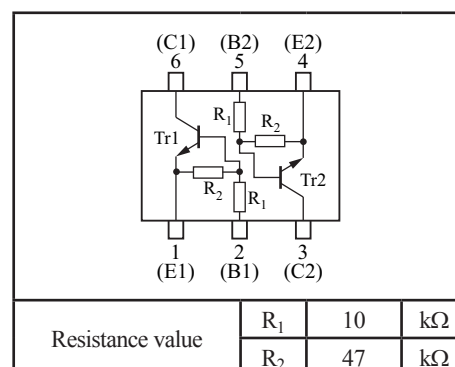 (C1) (B2) (E2)
6 5 4
R1
R2
Tr1
Tr2
R2
R1
1 2 3
(E1) (B1) (C2)
Resistance value R1 10 kΩ
R2 47 kΩ